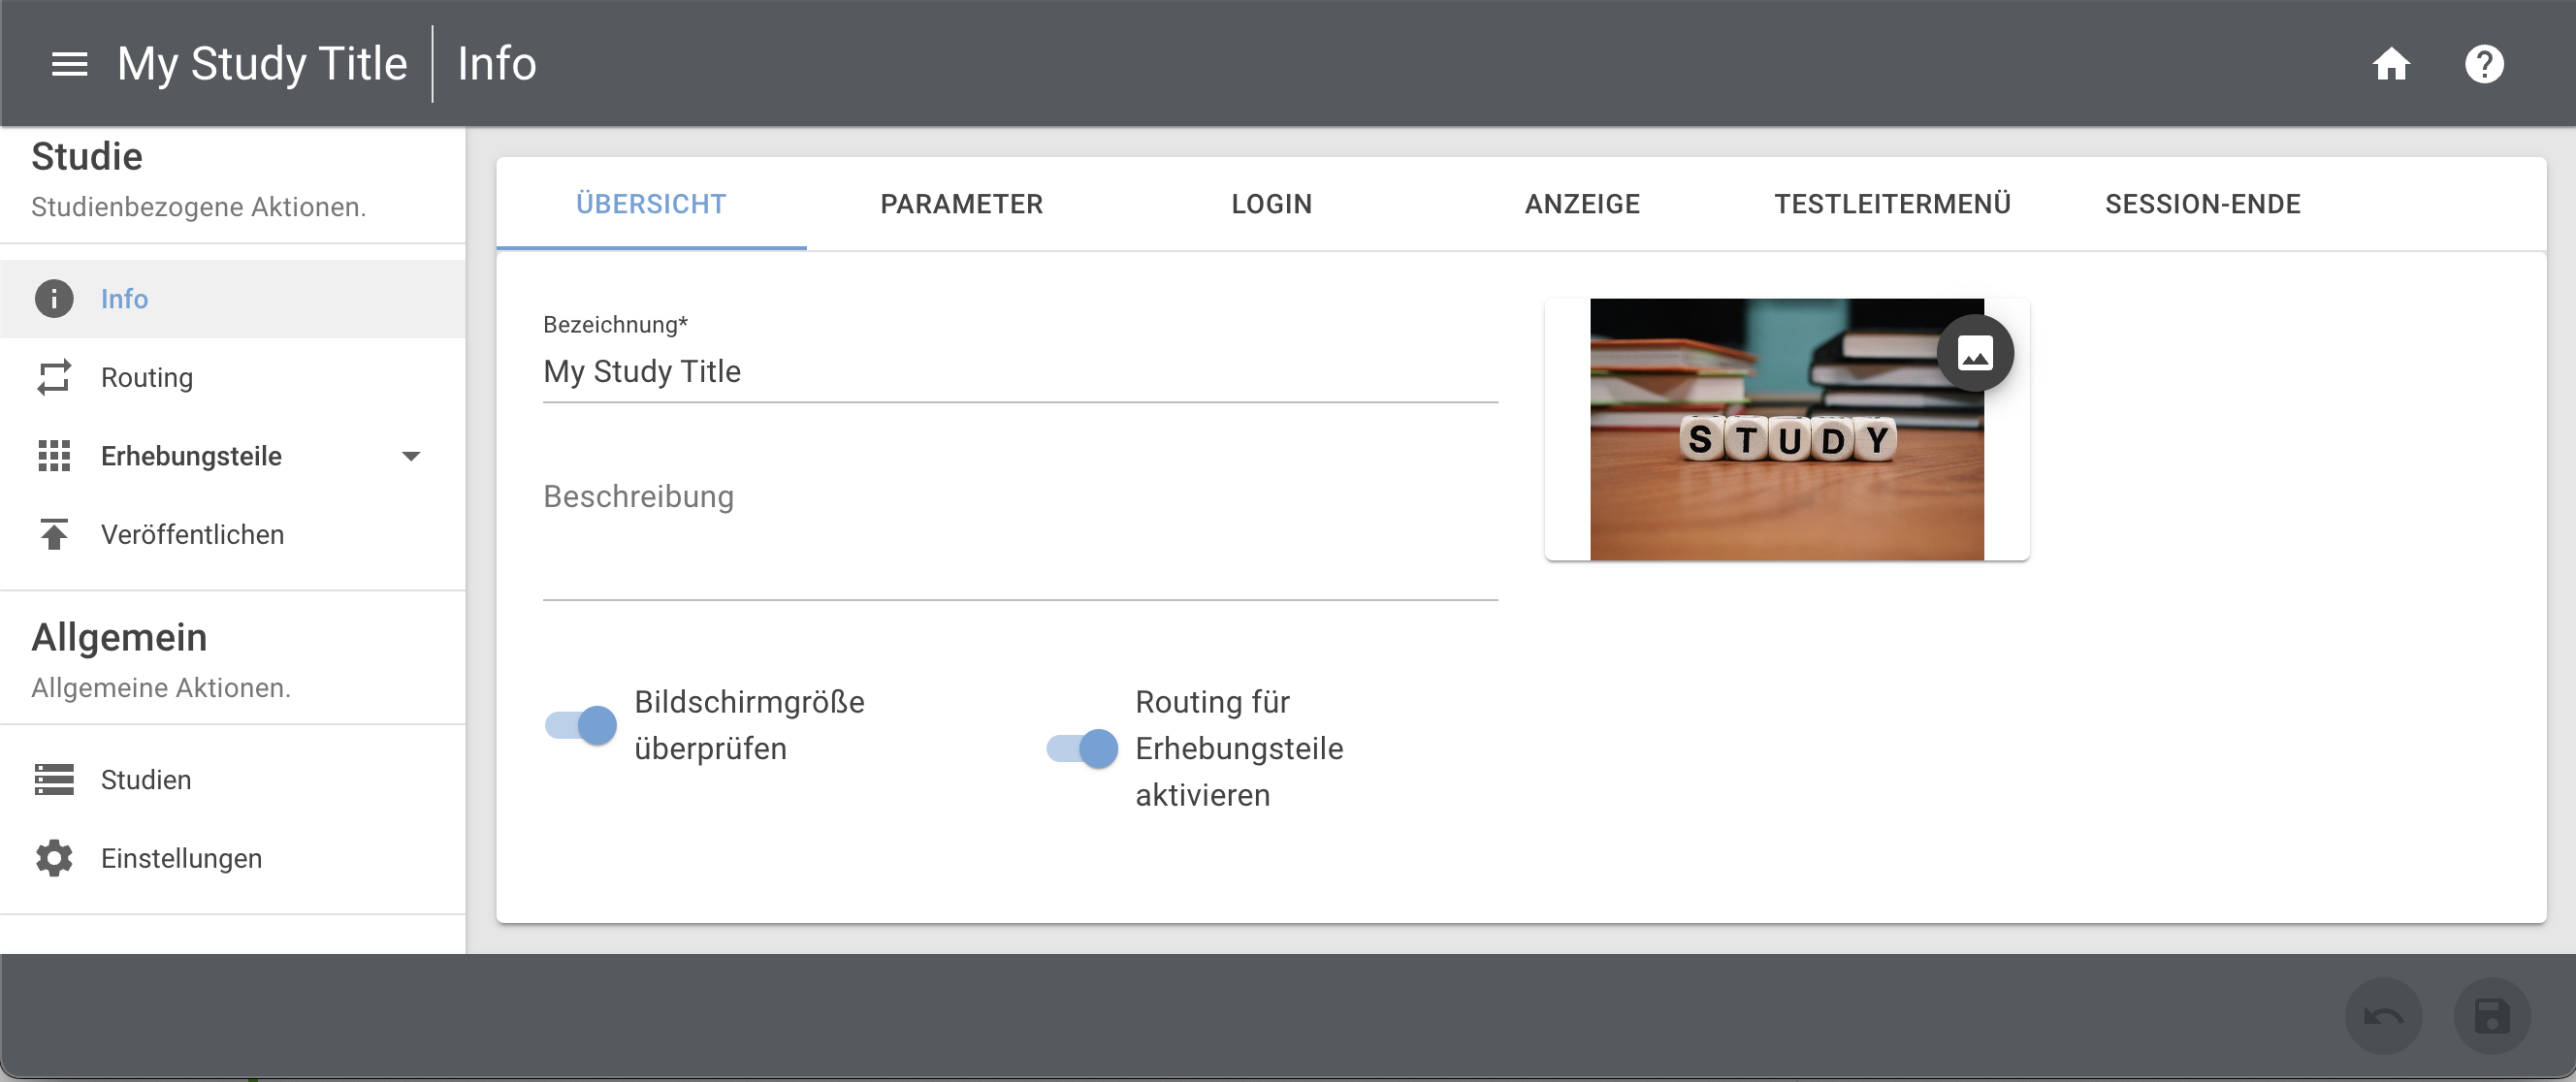 My Study Title
Info
Studie
Studienbezogene Aktionen.
Info
Routing
Erhebungsteile
Veröffentlichen
Allgemein
Allgemeine Aktionen.
Studien
Einstellungen
ÜBERSICHT
PARAMETER
LOGIN
ANZEIGE
TESTLEITERMENÜ
SESSION-ENDE
Bezeichnung*
My Study Title
Beschreibung
Bildschirmgröße
überprüfen
Routing für
Erhebungsteile
aktivieren
STUDY